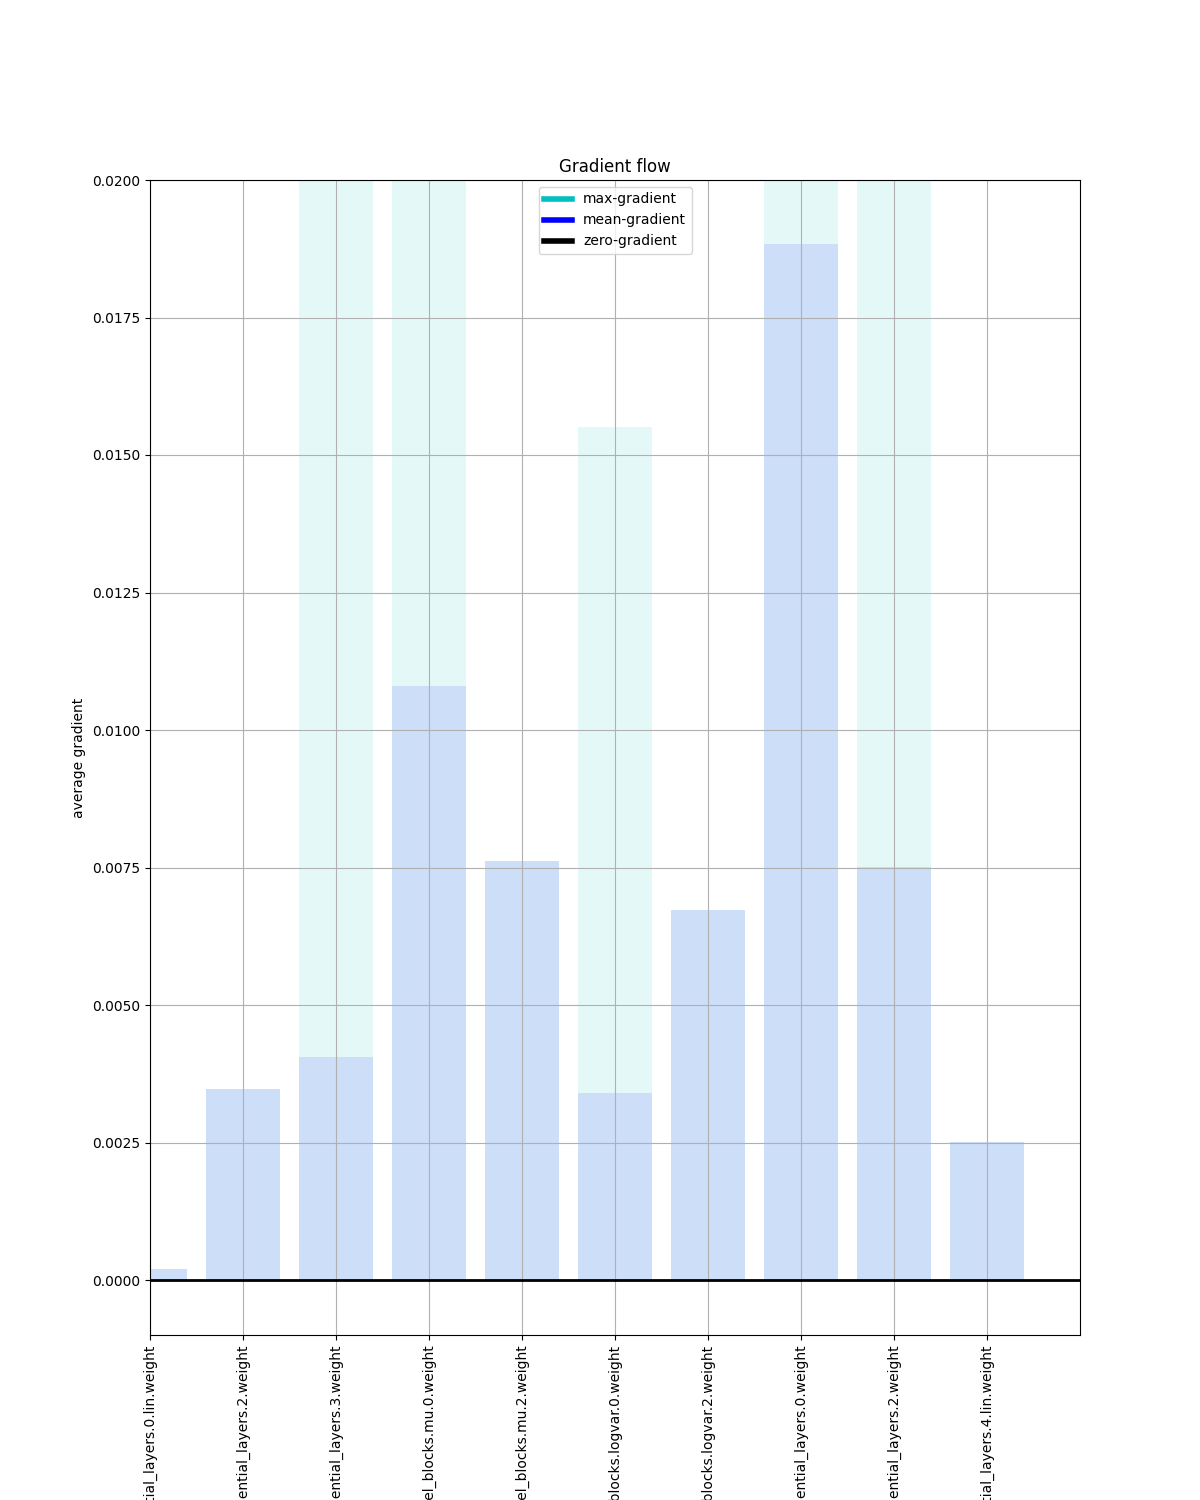 Gradient flow
max-gradient
mean-gradient
zero-gradient
0.0200
0.0175
0.0150
0.0125
0.0100
0.0075
0.0050
0.0025
0.0000
average gradient
tial_layers.0.lin.weight
ential_layers.2.weight
ential_layers.3.weight
el_blocks.mu.0.weight
el_blocks.mu.2.weight
blocks.logvar.0.weight
blocks.logvar.2.weight
ential_layers.0.weight
ential_layers.2.weight
tial_layers.4.lin.weight